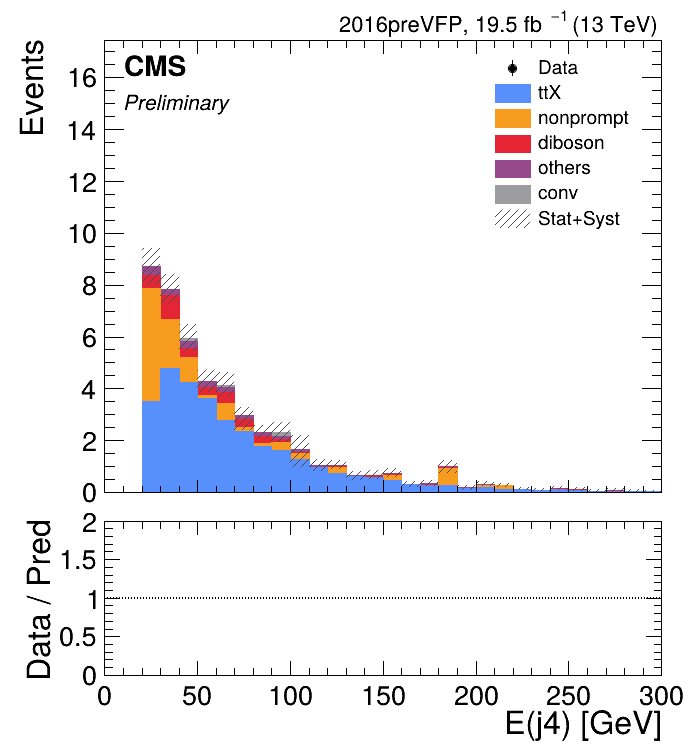 2016preVFP, 19.5 fb⁻¹ (13 TeV)
CMS
Preliminary
Events
16
14
12
10
8
6
4
2
0
Data
ttX
nonprompt
diboson
others
conv
Stat+Syst
Data / Pred
2
1.5
1
0.5
0
0 50 100 150 200 250 300
E(j4) [GeV]